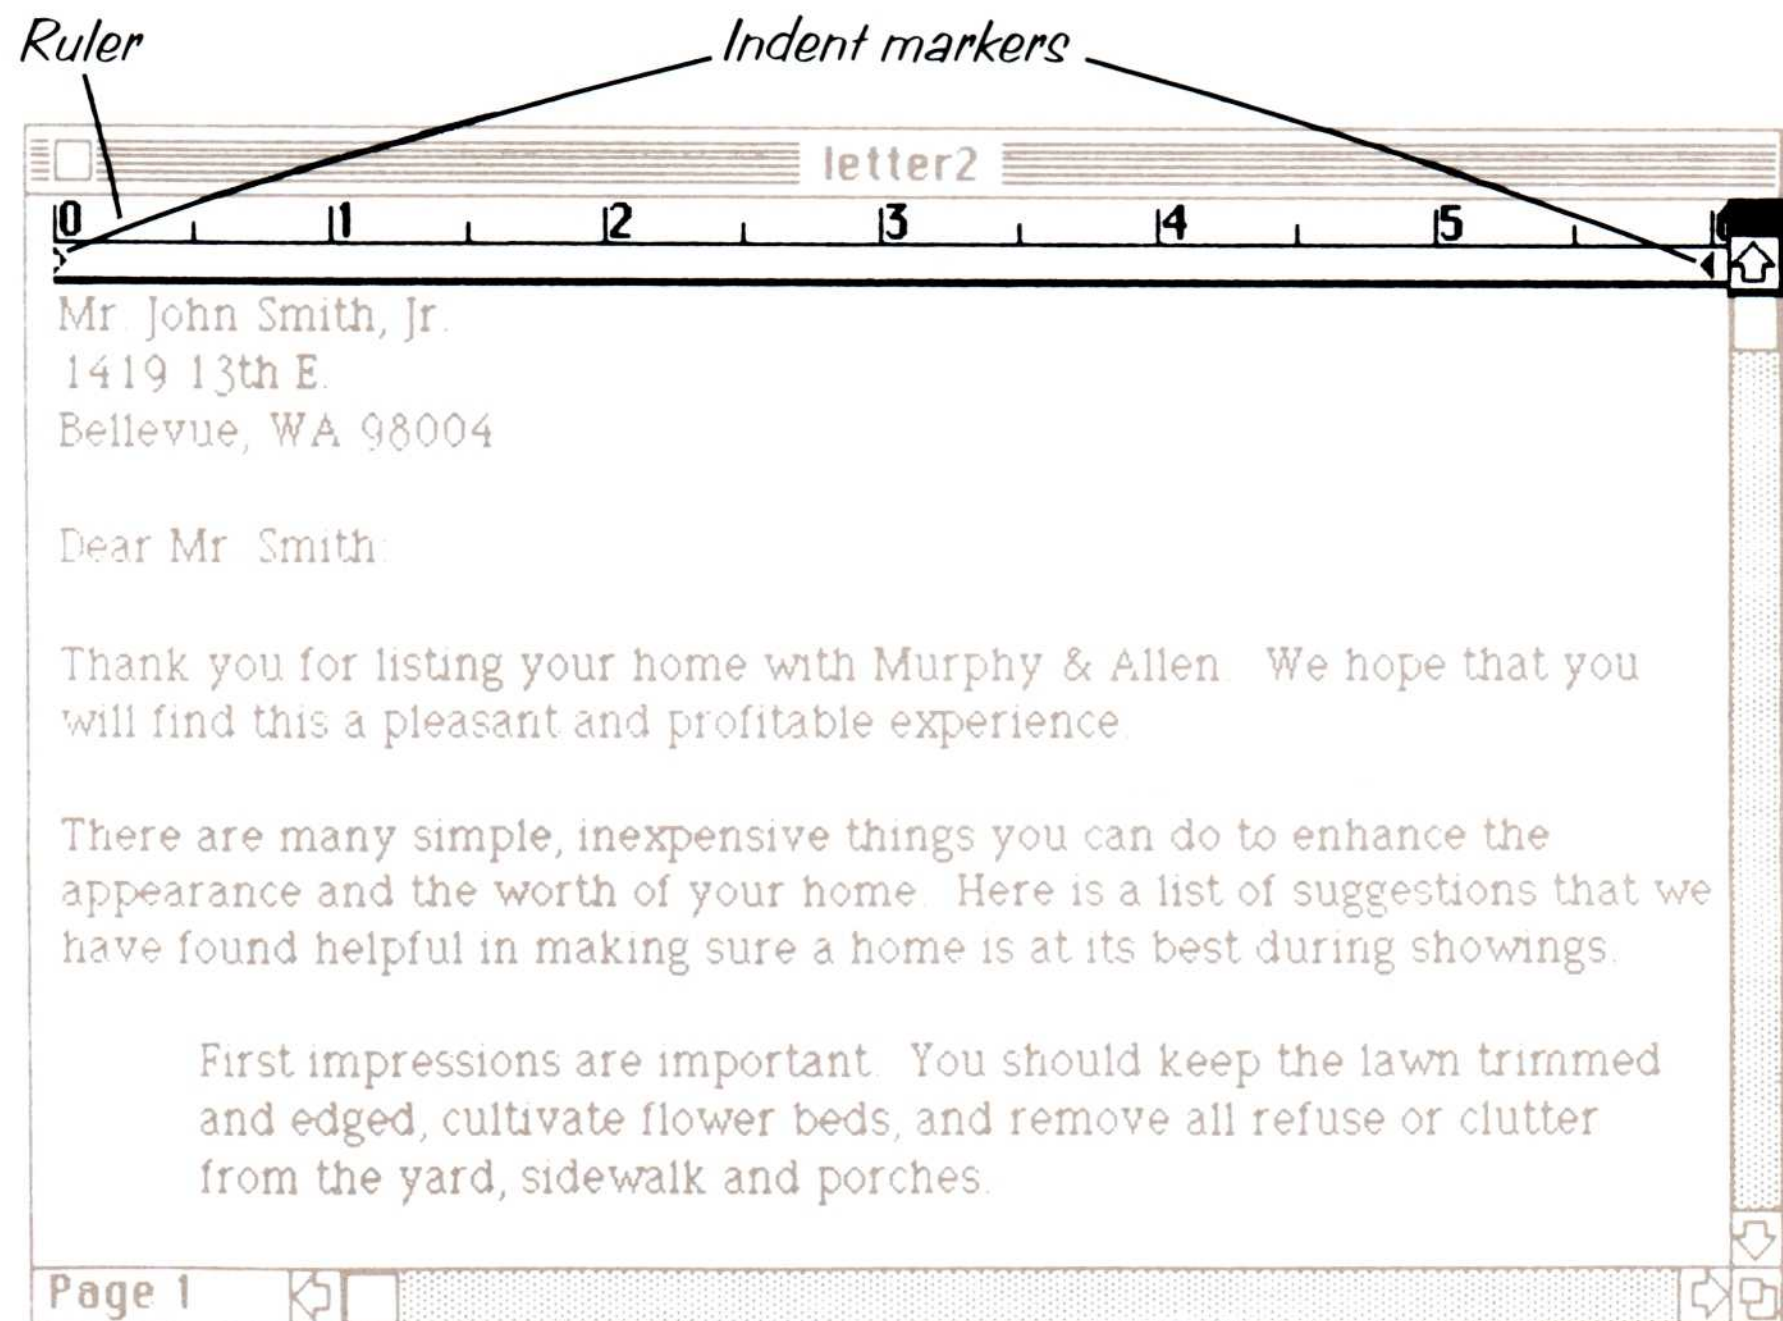 Ruler
Indent markers
letter2
0 1 2 3 4 5
Mr. John Smith, Jr.
1419 13th E.
Bellevue, WA 98004
Dear Mr. Smith:
Thank you for listing your home with Murphy & Allen. We hope that you
will find this a pleasant and profitable experience.
There are many simple, inexpensive things you can do to enhance the
appearance and the worth of your home. Here is a list of suggestions that we
have found helpful in making sure a home is at its best during showings.
First impressions are important. You should keep the lawn trimmed
and edged, cultivate flower beds, and remove all refuse or clutter
from the yard, sidewalk and porches.
Page 1